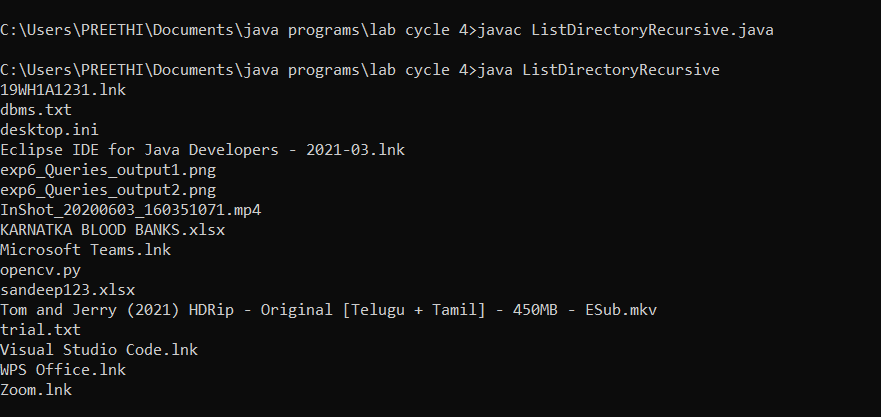 C:\Users\PREETHI\Documents\java programs\lab cycle 4>javac ListDirectoryRecursive.java
C:\Users\PREETHI\Documents\java programs\lab cycle 4>java ListDirectoryRecursive
19WH1A1231.lnk
dbms.txt
desktop.ini
Eclipse IDE for Java Developers - 2021-03.lnk
exp6_Queries_output1.png
exp6_Queries_output2.png
InShot_20200603_160351071.mp4
KARNATKA BLOOD BANKS.xlsx
Microsoft Teams.lnk
opencv.py
sandeep123.xlsx
Tom and Jerry (2021) HDRip - Original [Telugu + Tamil] - 450MB - ESub.mkv
trial.txt
Visual Studio Code.lnk
WPS Office.lnk
Zoom.lnk